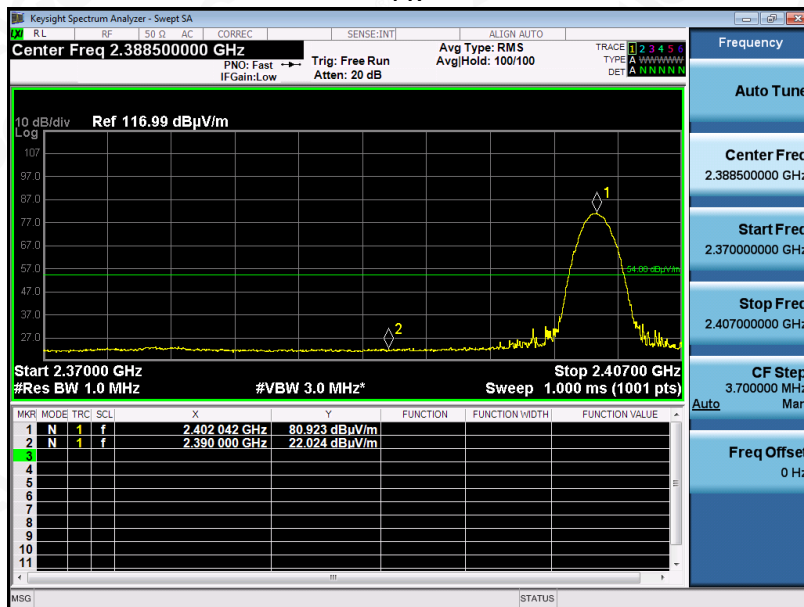 Keysight Spectrum Analyzer - Swept SA
LXI RL RF 50 Ω AC CORREC SENSE:INT ALIGN AUTO
Center Freq 2.388500000 GHz
PNO: Fast
IFGain:Low
Trig: Free Run
Atten: 20 dB
Avg Type: RMS
Avg|Hold: 100/100
TRACE 1 2 3 4 5 6
TYPE A WWWWW
DET A N N N N N
10 dB/div Ref 116.99 dBµV/m
Log
107
97.0
87.0
77.0
67.0
57.0
47.0
37.0
27.0
1
54.00 dBµV/m
2
Start 2.37000 GHz Stop 2.40700 GHz
#Res BW 1.0 MHz #VBW 3.0 MHz* Sweep 1.000 ms (1001 pts)
MKR MODE TRC SCL X Y FUNCTION FUNCTION WIDTH FUNCTION VALUE
1 N 1 f 2.402 042 GHz 80.923 dBµV/m
2 N 1 f 2.390 000 GHz 22.024 dBµV/m
3
4
5
6
7
8
9
10
11
MSG STATUS
Frequency
Auto Tune
Center Freq
2.388500000 GHz
Start Freq
2.370000000 GHz
Stop Freq
2.407000000 GHz
CF Step
3.700000 MHz
Auto Man
Freq Offset
0 Hz